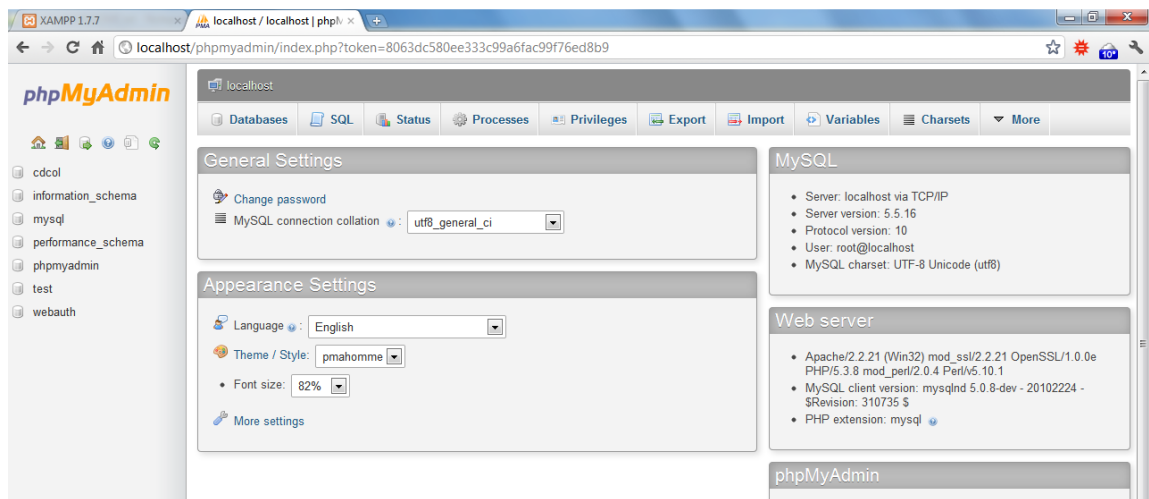 XAMPP 1.7.7
localhost / localhost | phpM
localhost/phpmyadmin/index.php?token=8063dc580ee333c99a6fac99f76ed8b9
10°
phpMyAdmin
cdcol
information_schema
mysql
performance_schema
phpmyadmin
test
webauth
localhost
Databases SQL Status Processes Privileges Export Import Variables Charsets More
General Settings
Change password
MySQL connection collation : utf8_general_ci
Appearance Settings
Language : English
Theme / Style: pmahomme
Font size: 82%
More settings
MySQL
Server: localhost via TCP/IP
Server version: 5.5.16
Protocol version: 10
User: root@localhost
MySQL charset: UTF-8 Unicode (utf8)
Web server
Apache/2.2.21 (Win32) mod_ssl/2.2.21 OpenSSL/1.0.0e
PHP/5.3.8 mod_perl/2.0.4 Perl/v5.10.1
MySQL client version: mysqlnd 5.0.8-dev - 20102224 -
$Revision: 310735 $
PHP extension: mysql
phpMyAdmin